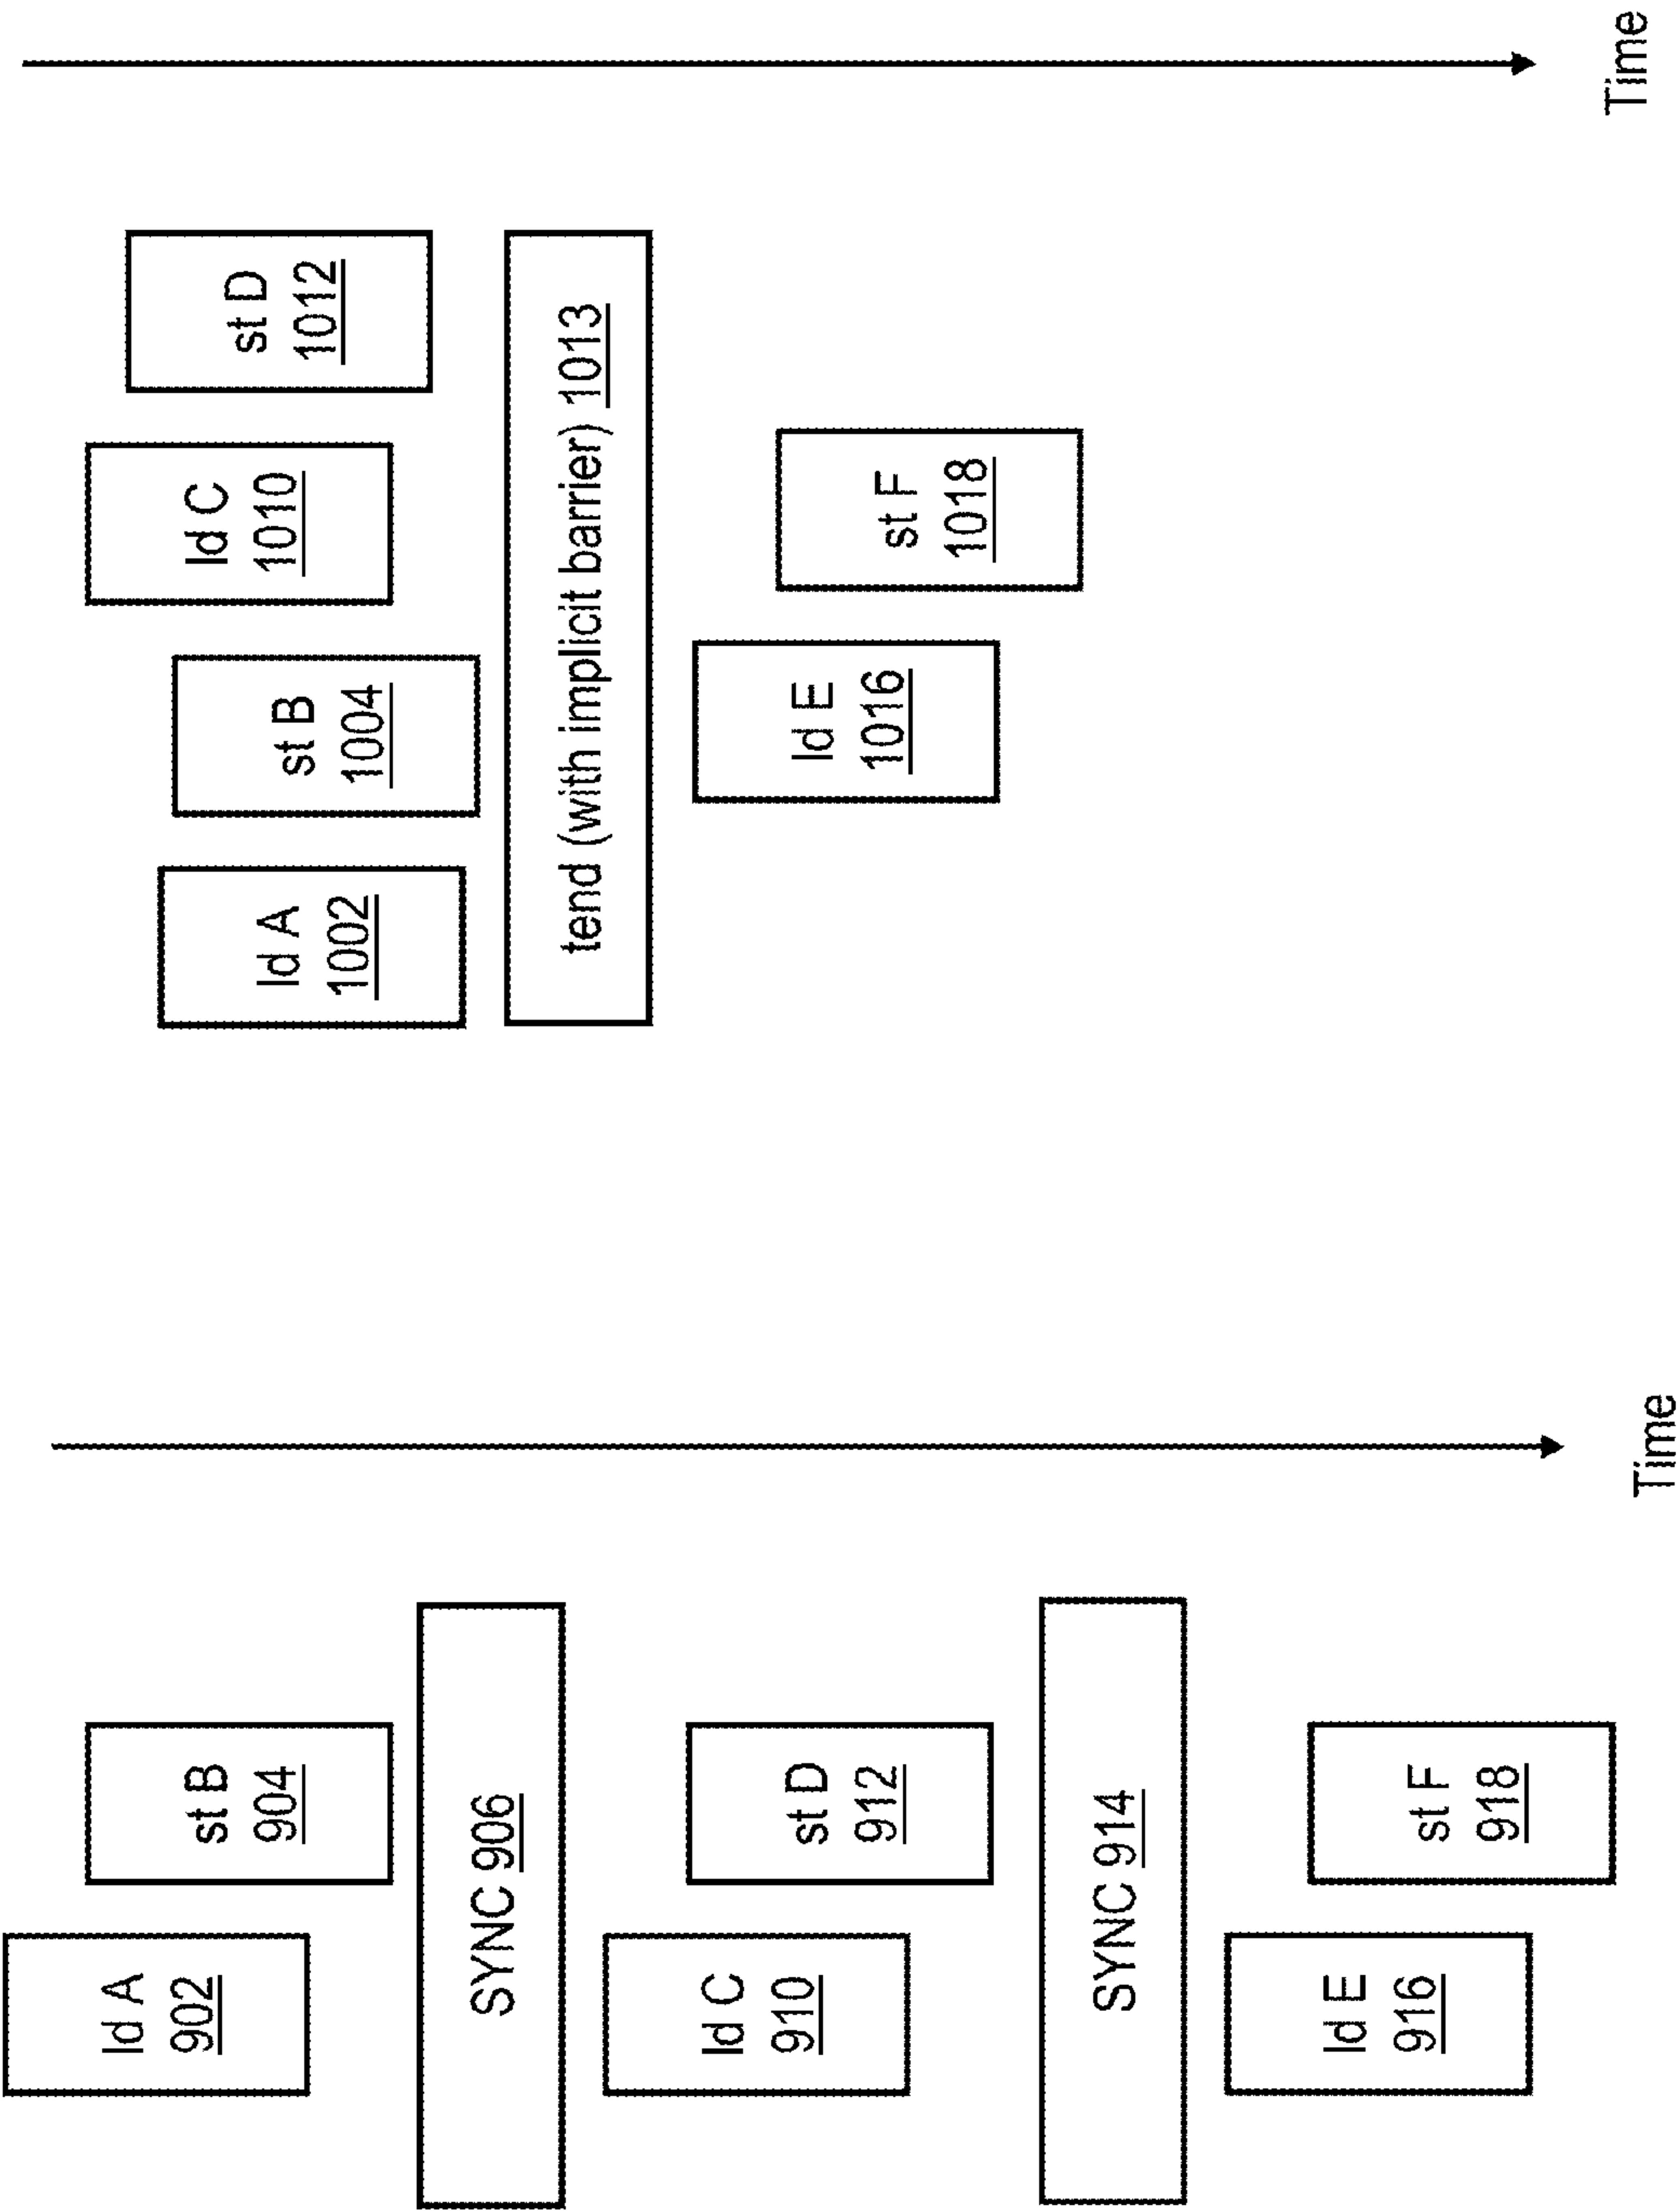 ld A
902
st B
904
SYNC 906
ld C
910
st D
912
SYNC 914
ld E
916
st F
918
Time
ld A
1002
st B
1004
ld C
1010
st D
1012
tend (with implicit barrier) 1013
ld E
1016
st F
1018
Time